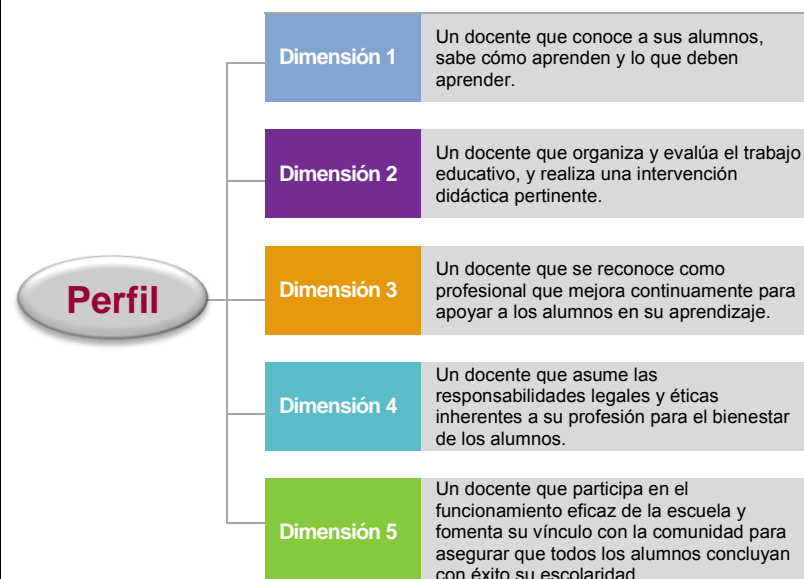 Perfil
Dimensión 1
Un docente que conoce a sus alumnos,
sabe cómo aprenden y lo que deben
aprender.
Dimensión 2
Un docente que organiza y evalúa el trabajo
educativo, y realiza una intervención
didáctica pertinente.
Dimensión 3
Un docente que se reconoce como
profesional que mejora continuamente para
apoyar a los alumnos en su aprendizaje.
Dimensión 4
Un docente que asume las
responsabilidades legales y éticas
inherentes a su profesión para el bienestar
de los alumnos.
Dimensión 5
Un docente que participa en el
funcionamiento eficaz de la escuela y
fomenta su vínculo con la comunidad para
asegurar que todos los alumnos concluyan
con éxito su escolaridad